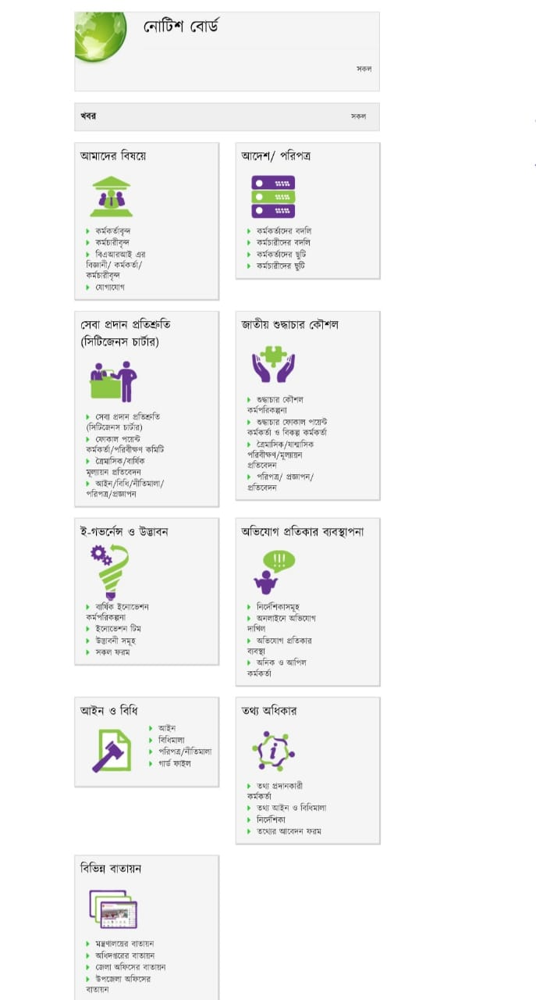 নোটিশ বোর্ড
সকল
খবর
সকল
আমাদের বিষয়ে
কর্মকর্তাবৃন্দ
কর্মচারীবৃন্দ
বিএআরআই এর
বিজ্ঞানী/ কর্মকর্তা/
কর্মচারীবৃন্দ
যোগাযোগ
আদেশ/ পরিপত্র
কর্মকর্তাদের বদলি
কর্মচারীদের বদলি
কর্মকর্তাদের ছুটি
কর্মচারীদের ছুটি
সেবা প্রদান প্রতিশ্রুতি
(সিটিজেনস চার্টার)
সেবা প্রদান প্রতিশ্রুতি
(সিটিজেনস চার্টার)
ফোকাল পয়েন্ট
কর্মকর্তা/পরিবীক্ষণ কমিটি
ত্রৈমাসিক/বার্ষিক
মূল্যায়ন প্রতিবেদন
আইন/বিধি/নীতিমালা/
পরিপত্র/প্রজ্ঞাপন
জাতীয় শুদ্ধাচার কৌশল
শুদ্ধাচার কৌশল
কর্মপরিকল্পনা
শুদ্ধাচার ফোকাল পয়েন্ট
কর্মকর্তা ও বিকল্প কর্মকর্তা
ত্রৈমাসিক/ষান্মাসিক
পরিবীক্ষণ/মূল্যায়ন
প্রতিবেদন
পরিপত্র/ প্রজ্ঞাপন/
প্রতিবেদন
ই-গভর্নেন্স ও উদ্ভাবন
বার্ষিক ইনোভেশন
কর্মপরিকল্পনা
ইনোভেশন টিম
উদ্ভাবনী সমূহ
সকল ফরম
অভিযোগ প্রতিকার ব্যবস্থাপনা
নির্দেশিকাসমূহ
অনলাইনে অভিযোগ
দাখিল
অভিযোগ প্রতিকার
ব্যবস্থা
অনিক ও আপিল
কর্মকর্তা
আইন ও বিধি
আইন
বিধিমালা
পরিপত্র/নীতিমালা
গার্ড ফাইল
তথ্য অধিকার
তথ্য প্রদানকারী
কর্মকর্তা
তথ্য আইন ও বিধিমালা
নির্দেশিকা
তথ্যের আবেদন ফরম
বিভিন্ন বাতায়ন
মন্ত্রণালয়ের বাতায়ন
অধিদপ্তরের বাতায়ন
জেলা অফিসের বাতায়ন
উপজেলা অফিসের
বাতায়ন